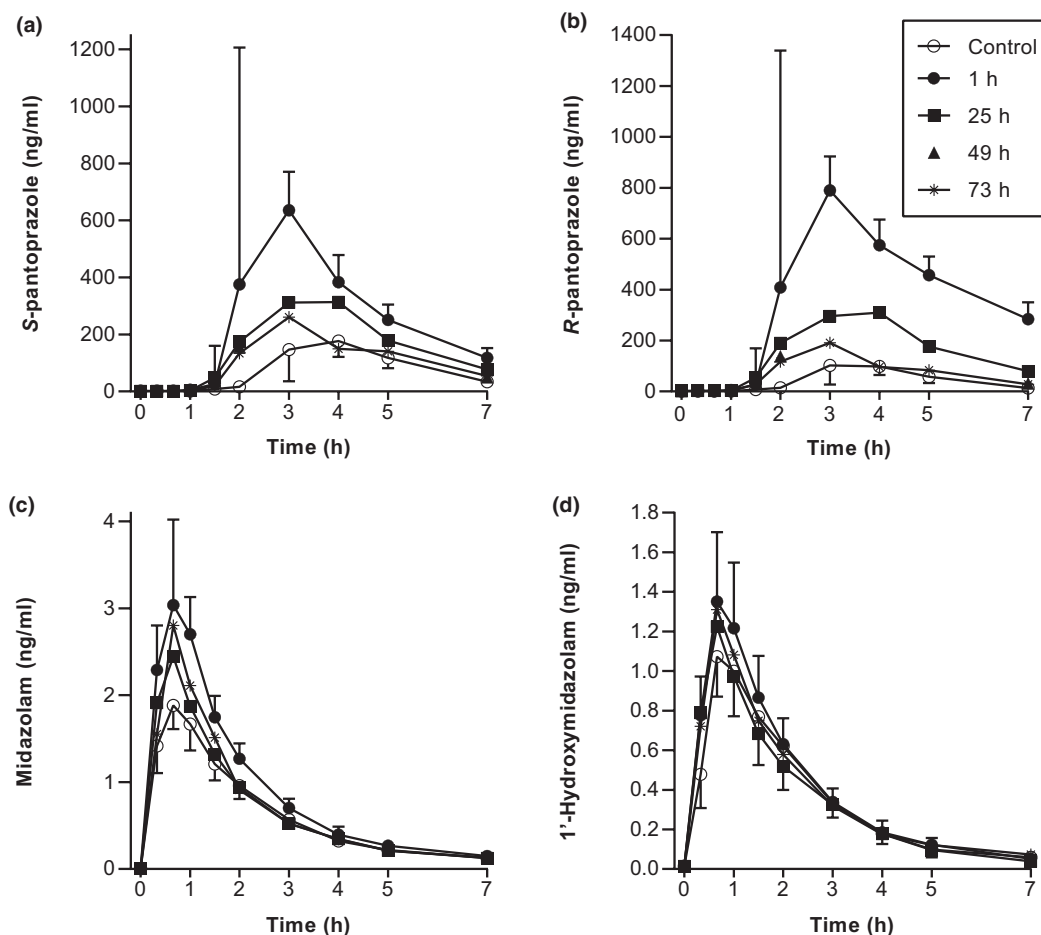 (a)
S-pantoprazole (ng/ml)
1200
1000
800
600
400
200
0
0 1 2 3 4 5 7
Time (h)
(b)
R-pantoprazole (ng/ml)
1400
1200
1000
800
600
400
200
0
0 1 2 3 4 5 7
Time (h)
Control
1 h
25 h
49 h
73 h
(c)
Midazolam (ng/ml)
4
3
2
1
0
0 1 2 3 4 5 7
Time (h)
(d)
1'-Hydroxymidazolam (ng/ml)
1.8
1.6
1.4
1.2
1.0
0.8
0.6
0.4
0.2
0.0
0 1 2 3 4 5 7
Time (h)